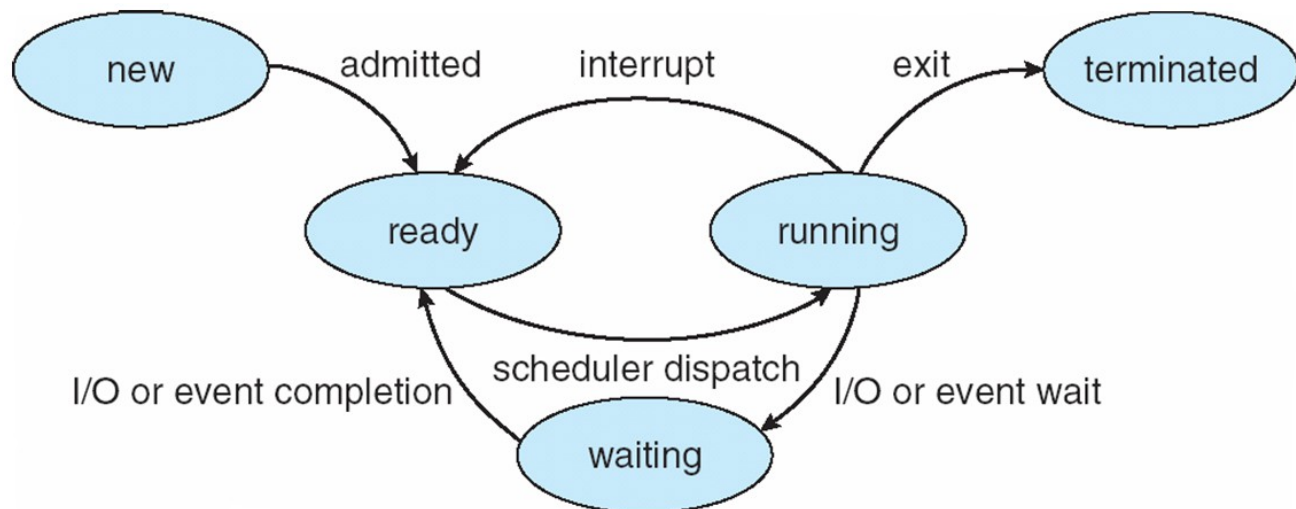 new
admitted
interrupt
exit
terminated
ready
running
scheduler dispatch
I/O or event completion
I/O or event wait
waiting